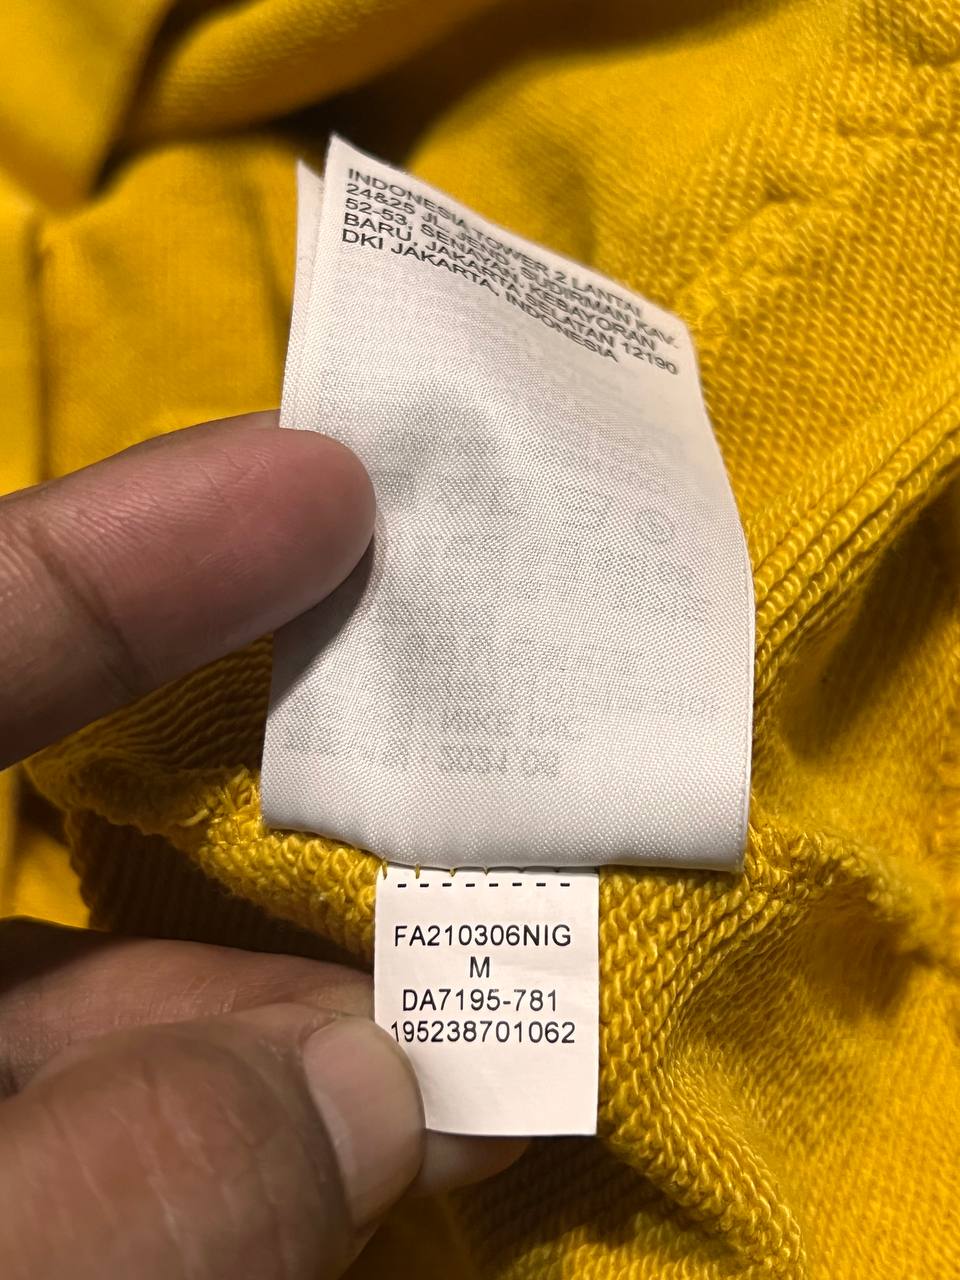 INDONESIA TOWER 2 LANTAI
24&25 JL. JEND. SUDIRMAN KAV.
52-53, SENAYAN, KEBAYORAN
BARU, JAKARTA SELATAN 12190
DKI JAKARTA, INDONESIA
FA210306NIG
M
DA7195-781
195238701062